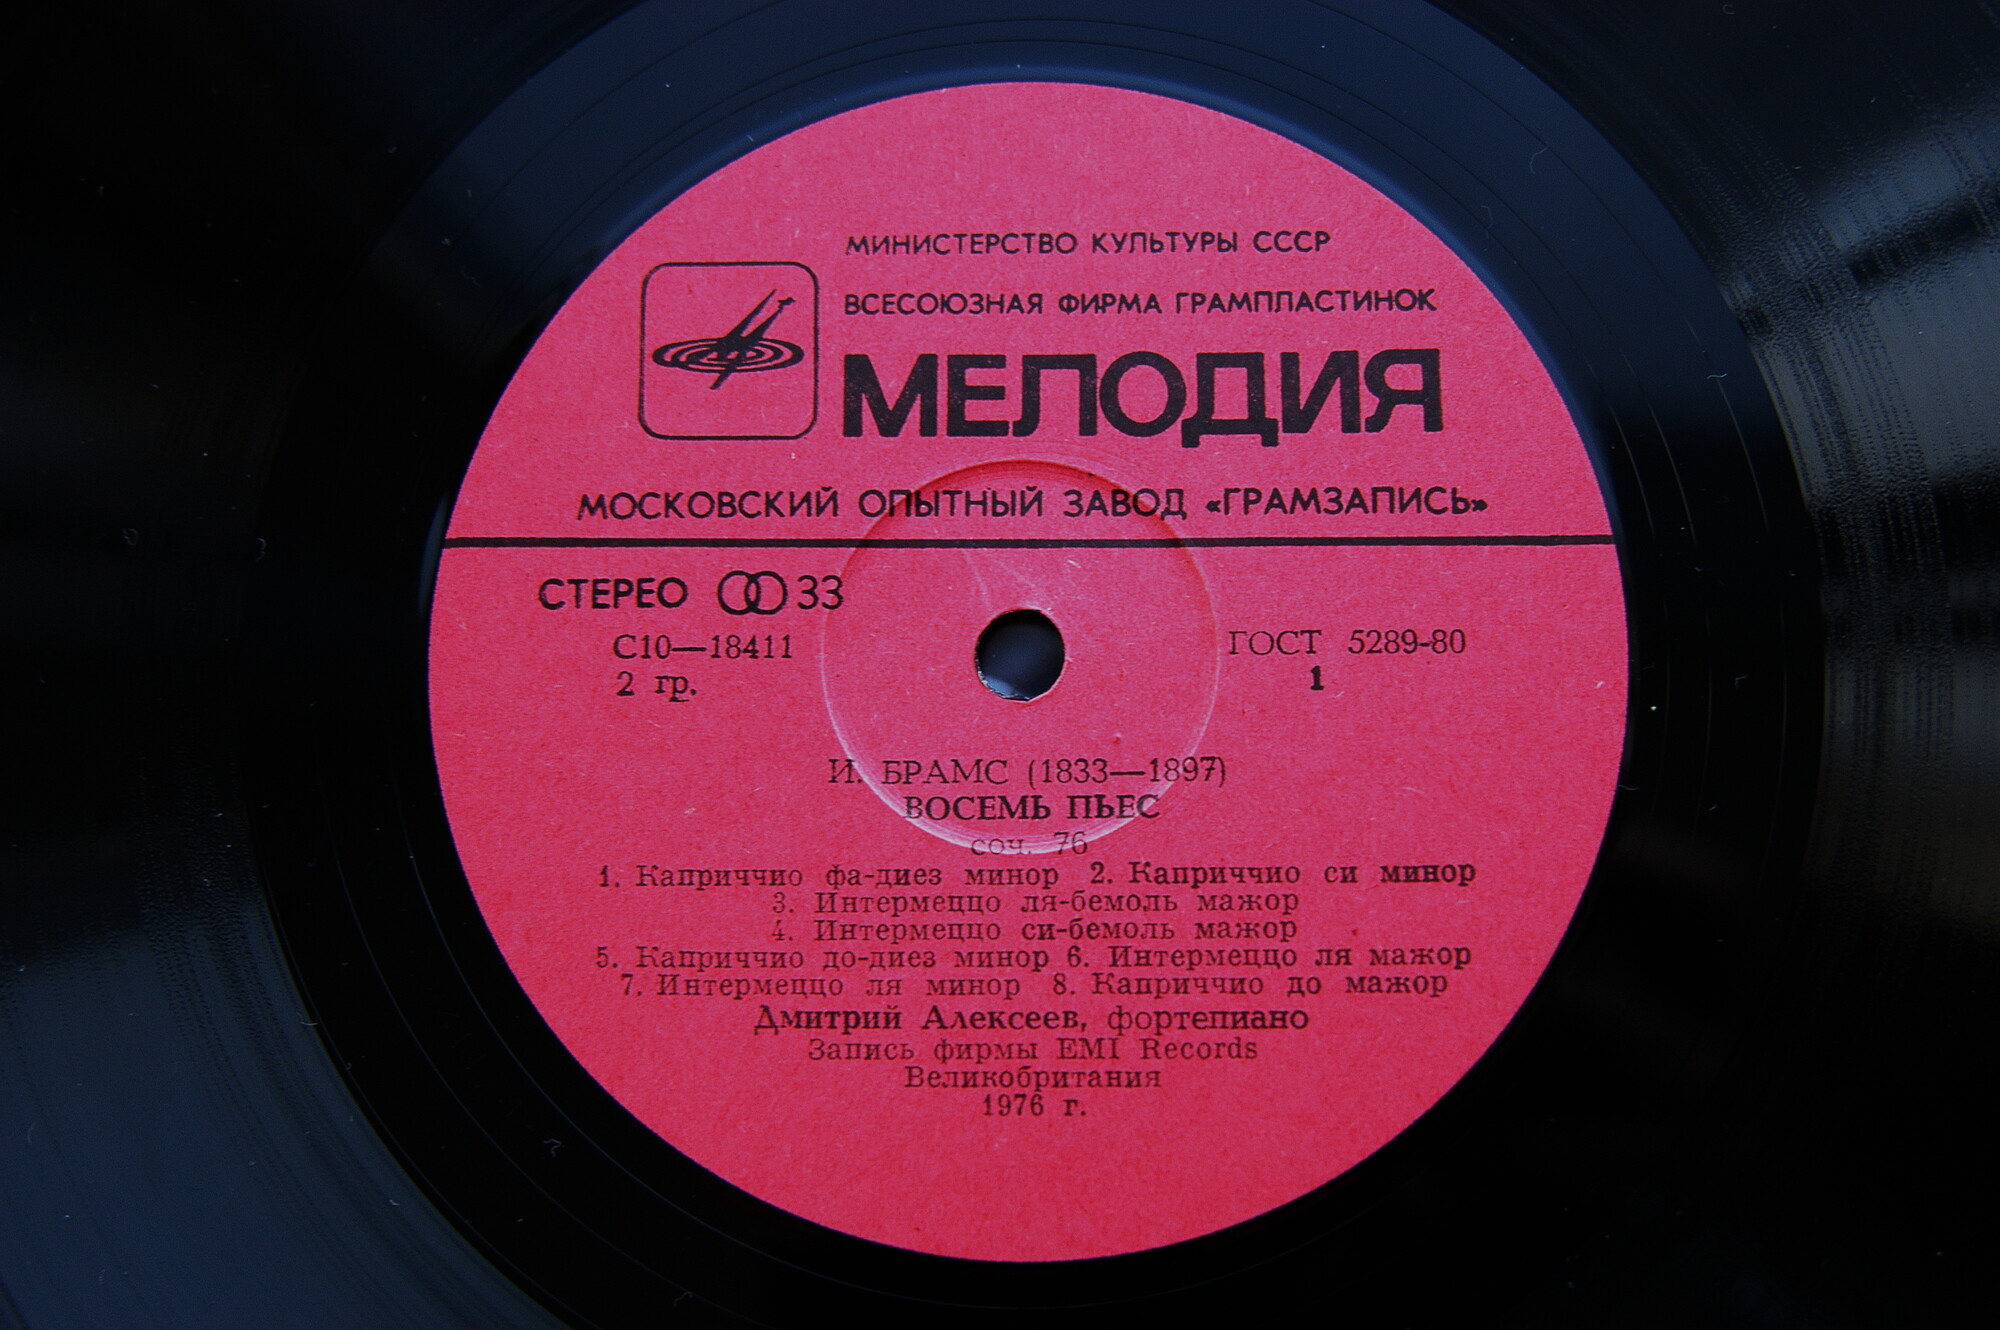 МИНИСТЕРСТВО КУЛЬТУРЫ СССР
ВСЕСОЮЗНАЯ ФИРМА ГРАМПЛАСТИНОК
МЕЛОДИЯ
МОСКОВСКИЙ ОПЫТНЫЙ ЗАВОД «ГРАМЗАПИСЬ»
СТЕРЕО 33
С10—18411 ГОСТ 5289-80
2 гр. 1
И. БРАМС (1833—1897)
ВОСЕМЬ ПЬЕС
соч. 76
1. Каприччио фа-диез минор 2. Каприччио си минор
3. Интермеццо ля-бемоль мажор
4. Интермеццо си-бемоль мажор
5. Каприччио до-диез минор 6. Интермеццо ля мажор
7. Интермеццо ля минор 8. Каприччио до мажор
Дмитрий Алексеев, фортепиано
Запись фирмы EMI Records
Великобритания
1976 г.